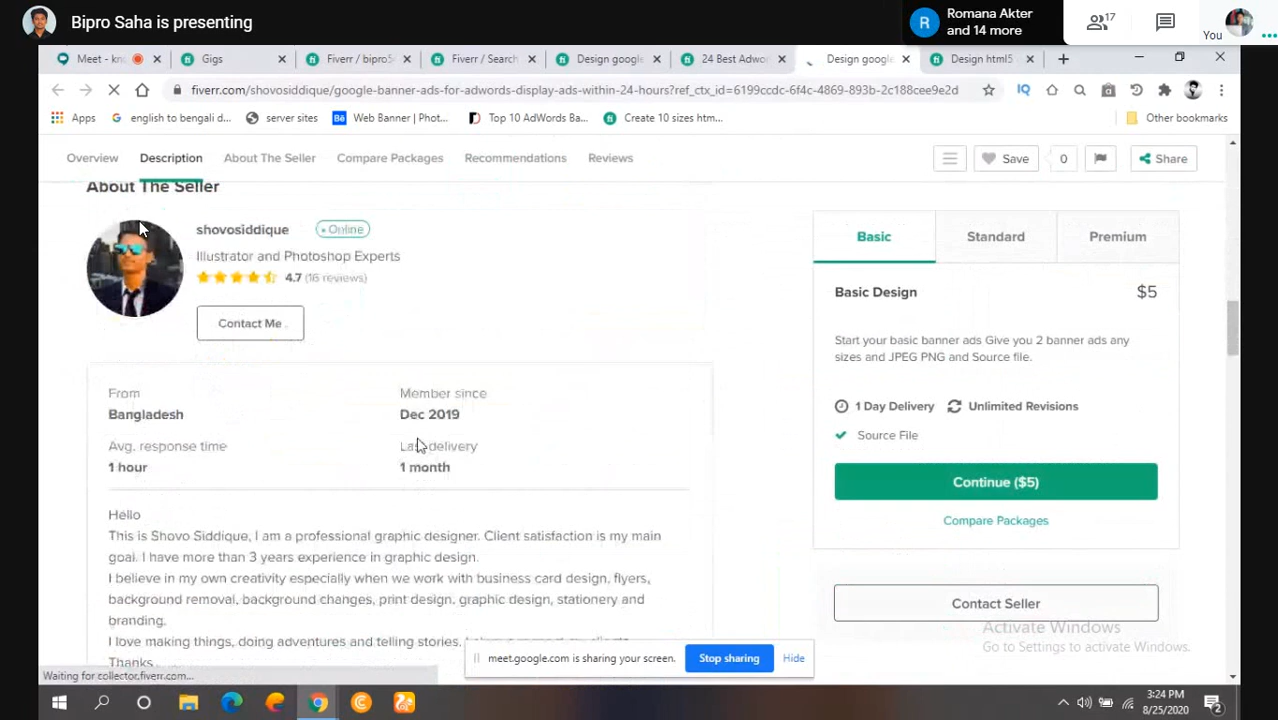 Bipro Saha is presenting
Romana Akter
and 14 more
17
You
Meet - kn
Gigs
Fiverr / bipro5
Fiverr / Search
Design google
24 Best Adwo
Design google
Design html5
fiverr.com/shovosiddique/google-banner-ads-for-adwords-display-ads-within-24-hours?ref_ctx_id=6199ccdc-6f4c-4869-893b-2c188cee9e2d
Apps
english to bengali d...
server sites
Web Banner | Phot...
Top 10 AdWords Ba...
Create 10 sizes htm...
Other bookmarks
Overview
Description
About The Seller
Compare Packages
Recommendations
Reviews
Save
0
Share
About The Seller
shovosiddique
• Online
Illustrator and Photoshop Experts
4.7 (16 reviews)
Contact Me
From
Bangladesh
Member since
Dec 2019
Avg. response time
1 hour
Last delivery
1 month
Hello
This is Shovo Siddique, I am a professional graphic designer. Client satisfaction is my main
goal. I have more than 3 years experience in graphic design.
I believe in my own creativity especially when we work with business card design, flyers,
background removal, background changes, print design, graphic design, stationery and
branding.
I love making things, doing adventures and telling stories.
Thanks
Basic
Standard
Premium
Basic Design
$5
Start your basic banner ads Give you 2 banner ads any
sizes and JPEG PNG and Source file.
1 Day Delivery
Unlimited Revisions
Source File
Continue ($5)
Compare Packages
Contact Seller
Activate Windows
Go to Settings to activate Windows.
meet.google.com is sharing your screen.
Stop sharing
Hide
Waiting for collector.fiverr.com...
3:24 PM
8/25/2020
2